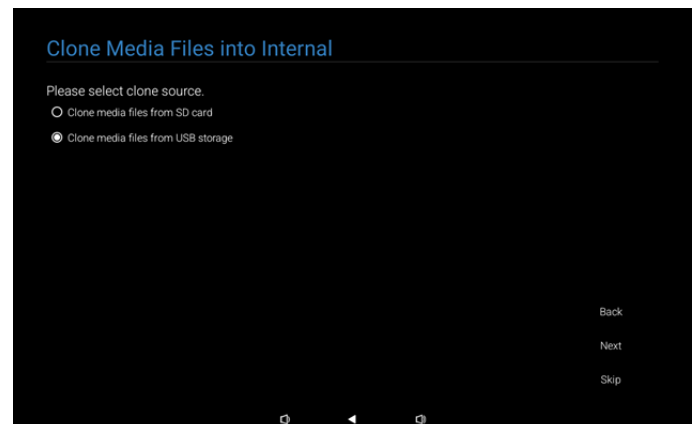 Clone Media Files into Internal
Please select clone source.
Clone media files from SD card
Clone media files from USB storage
Back
Next
Skip